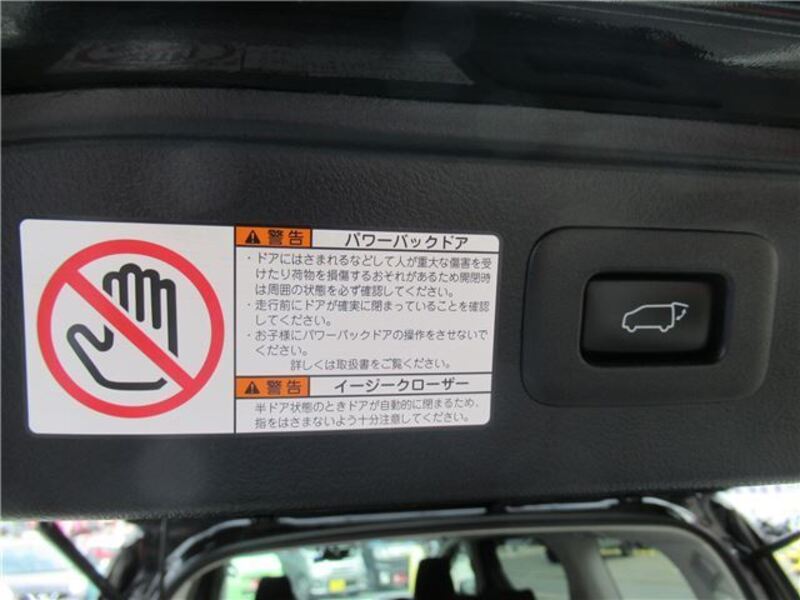 警告 パワーバックドア
・ドアにはさまれるなどして人が重大な傷害を受
けたり荷物を損傷するおそれがあるため開閉時
は周囲の状態を必ず確認してください。
・走行前にドアが確実に閉まっていることを確認
してください。
・お子様にパワーバックドアの操作をさせないで
ください。
詳しくは取扱書をご覧ください。
警告 イージークローザー
半ドア状態のときドアが自動的に閉まるため、
指をはさまないよう十分注意してください。